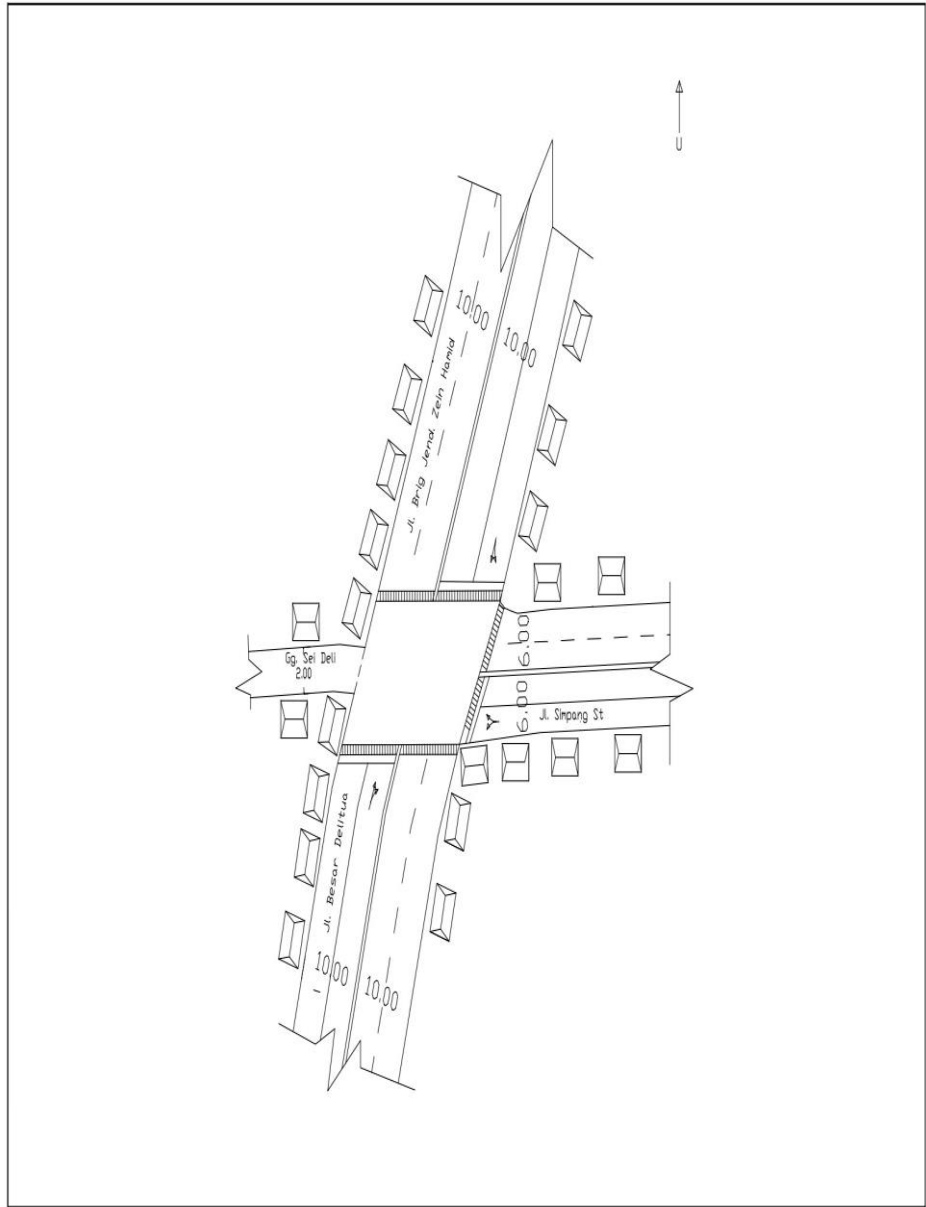 U
10.00
10.00
Jl. Brig Jend. Zein Hamid
Gg. Sei Deli
2.00
6.00
6.00
Jl. Simpang St
Jl. Besar Delitua
10.00
10.00